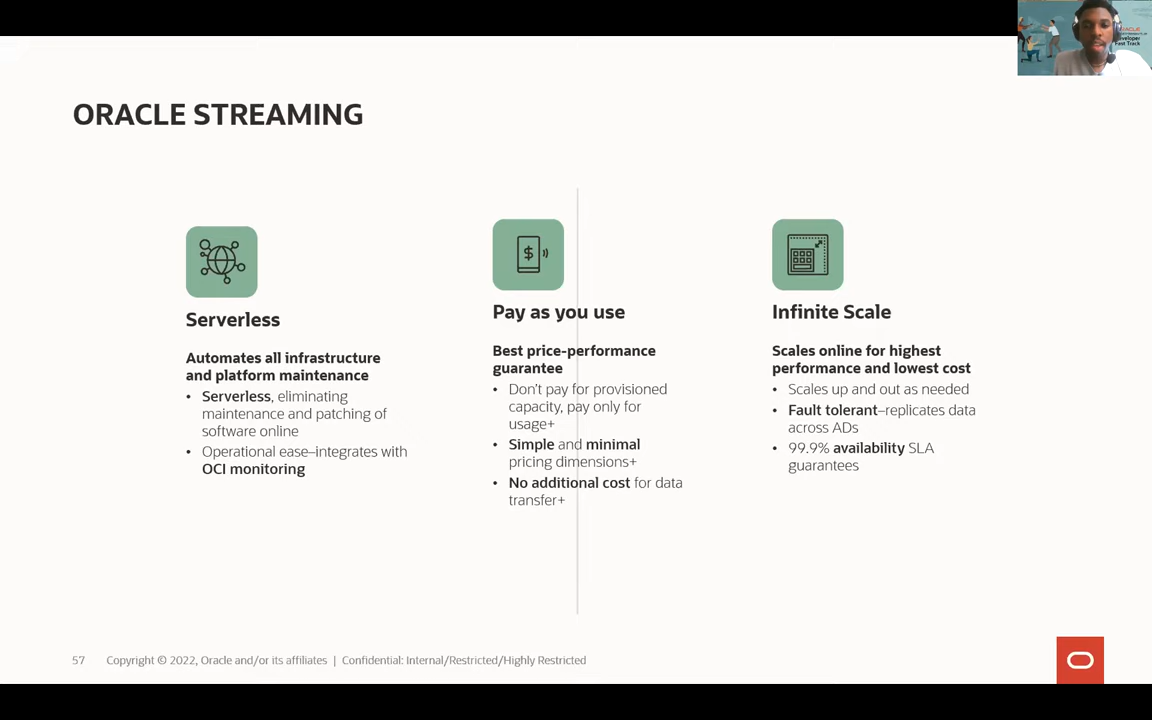 ORACLE STREAMING
Serverless
Automates all infrastructure
and platform maintenance
• Serverless, eliminating
maintenance and patching of
software online
• Operational ease–integrates with
OCI monitoring
$
Pay as you use
Best price-performance
guarantee
• Don't pay for provisioned
capacity, pay only for
usage+
• Simple and minimal
pricing dimensions+
• No additional cost for data
transfer+
Infinite Scale
Scales online for highest
performance and lowest cost
• Scales up and out as needed
• Fault tolerant–replicates data
across ADs
• 99.9% availability SLA
guarantees
57 Copyright © 2022, Oracle and/or its affiliates | Confidential: Internal/Restricted/Highly Restricted
Fast Track